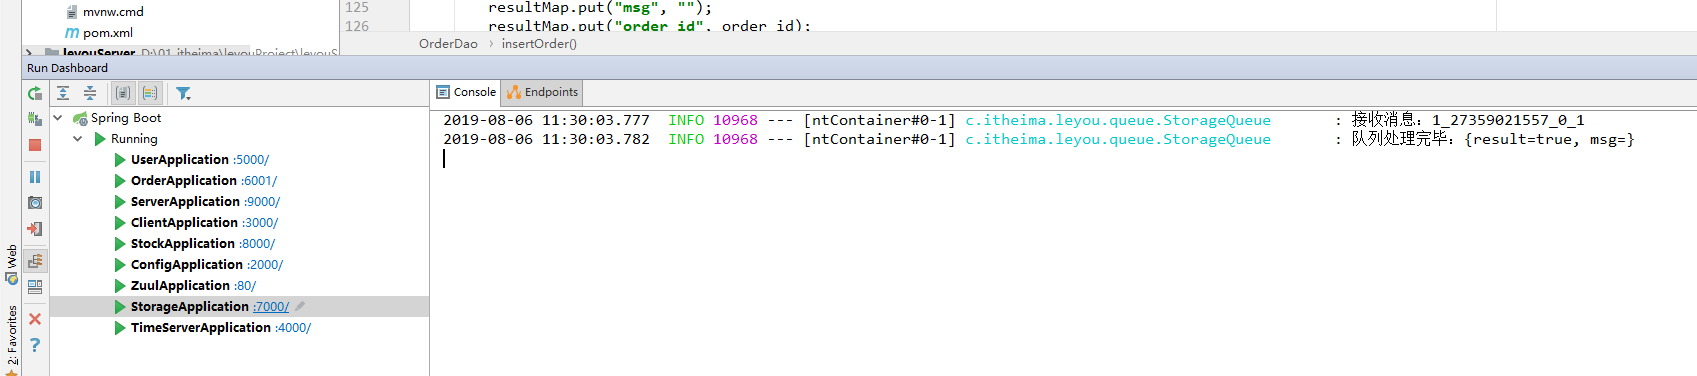 mvnw.cmd
pom.xml
leyouServer D:\01_itheima\leyouProject\leyouS
125 resultMap.put("msg", "");
126 resultMap.put("order_id", order_id);
OrderDao › insertOrder()
Run Dashboard
Console
Endpoints
Spring Boot
Running
UserApplication :5000/
OrderApplication :6001/
ServerApplication :9000/
ClientApplication :3000/
StockApplication :8000/
ConfigApplication :2000/
ZuulApplication :80/
StorageApplication :7000/
TimeServerApplication :4000/
2019-08-06 11:30:03.777 INFO 10968 --- [ntContainer#0-1] c.itheima.leyou.queue.StorageQueue : 接收消息：1_27359021557_0_1
2019-08-06 11:30:03.782 INFO 10968 --- [ntContainer#0-1] c.itheima.leyou.queue.StorageQueue : 队列处理完毕：{result=true, msg=}
Web
2: Favorites